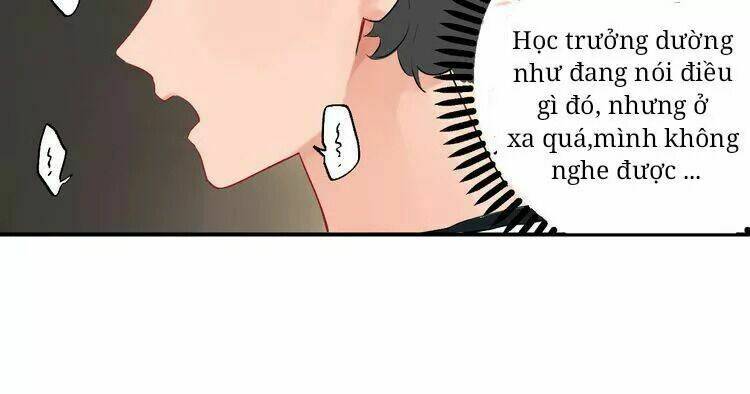 Học trưởng dường
như đang nói điều
gì đó, nhưng ở
xa quá,mình không
nghe được ...